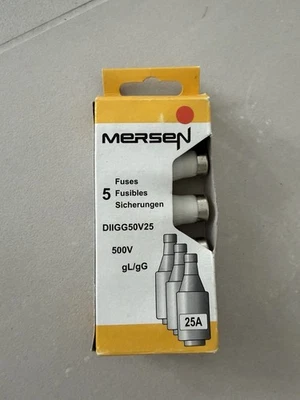 MERSEN
5 Fuses
Fusibles
Sicherungen
DIIGG50V25
500V
gL/gG
25A